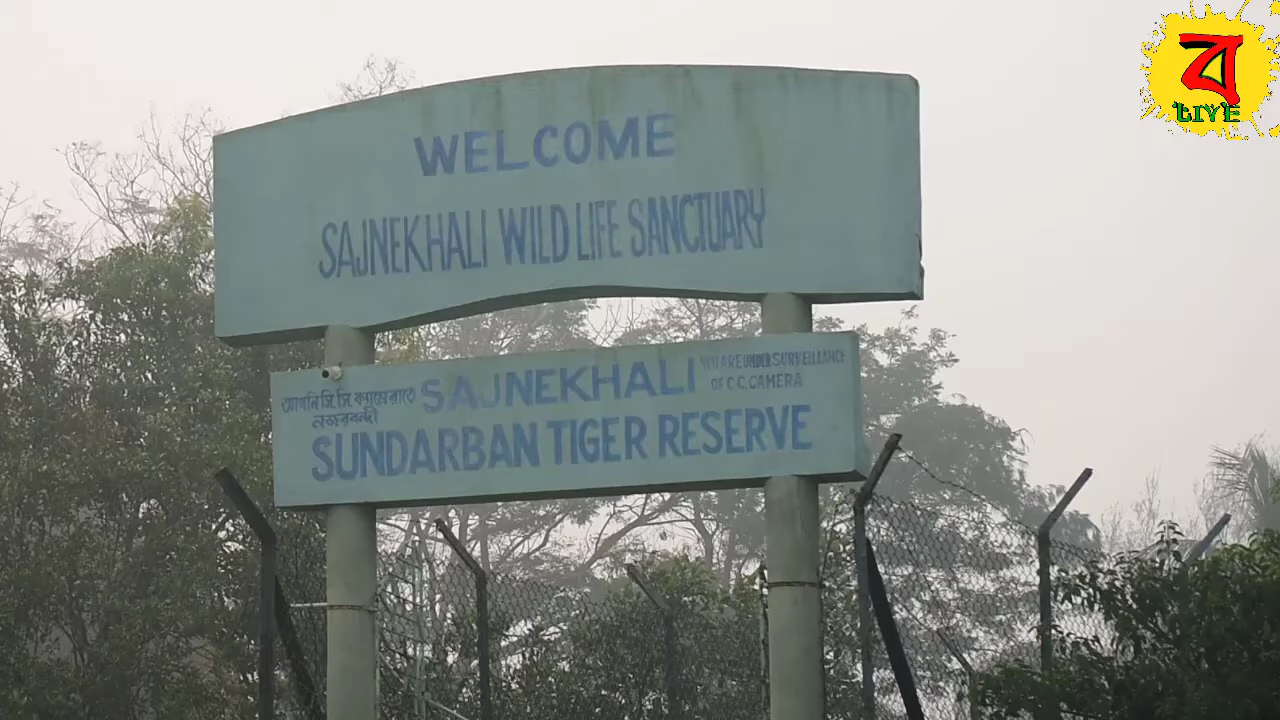 ব
LIVE
WELCOME
SAJNEKHALI WILD LIFE SANCTUARY
আপনি সি. সি. ক্যামেরাতে
নজরবন্দী
SAJNEKHALI
YOU ARE UNDER SURVEILLANCE
OF C.C. CAMERA
SUNDARBAN TIGER RESERVE